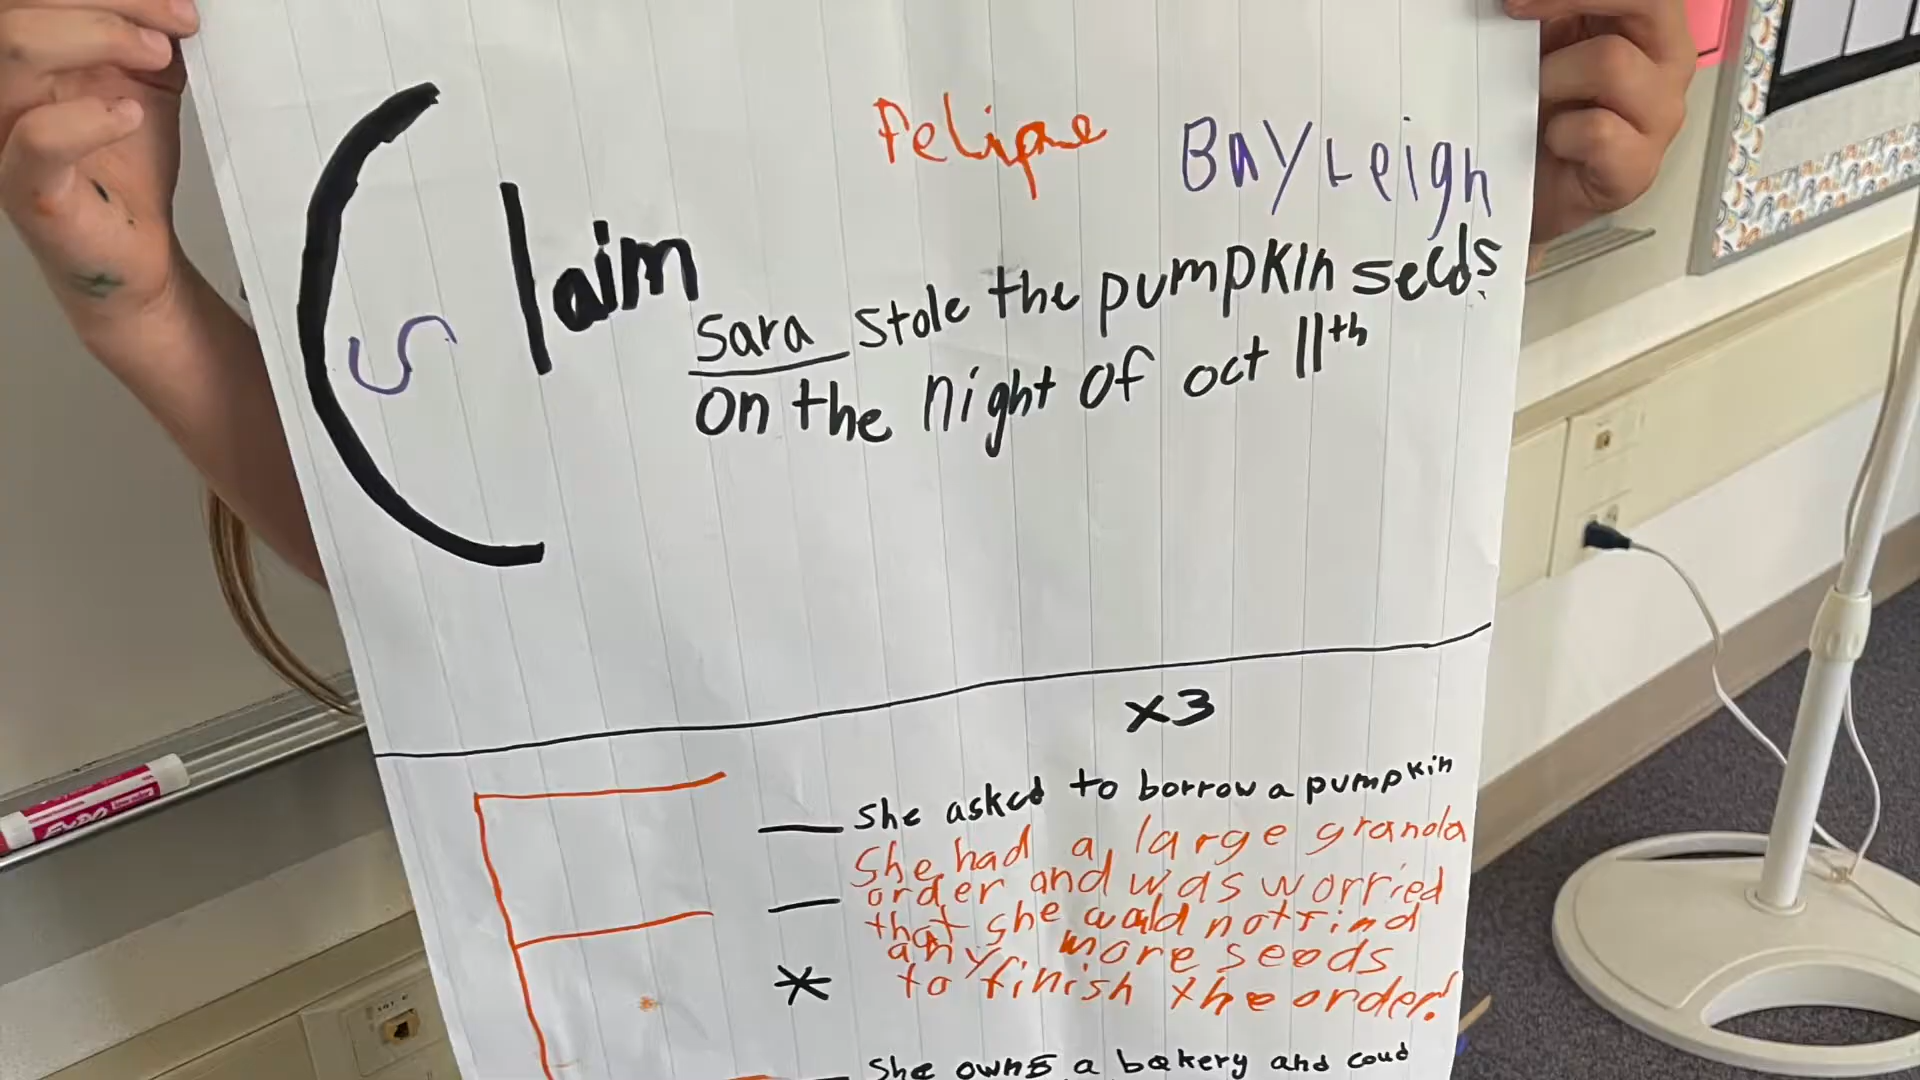 Felipe Bayleigh
Claim
S
Sara stole the pumpkin seeds
on the night of oct 11th
x3
E
She asked to borrow a pumpkin
She had a large granola
order and was worried
that she would not find
any more seeds
to finish the order!
She owns a bakery and coud
EXPO